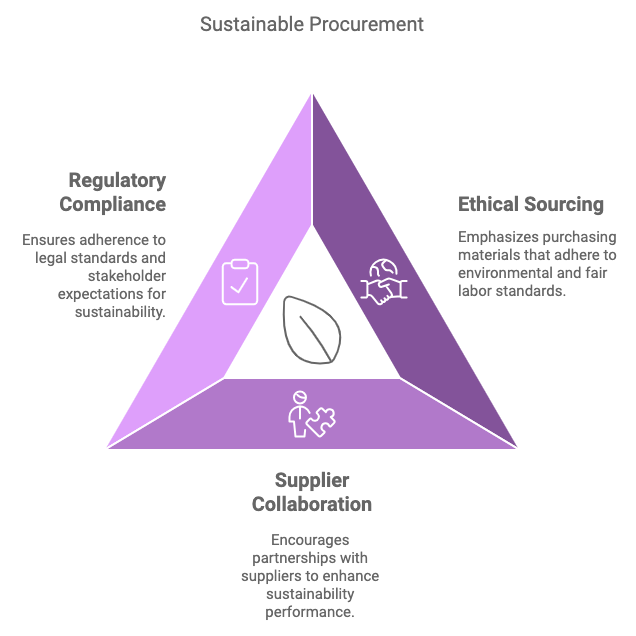 Sustainable Procurement
Regulatory
Compliance
Ensures adherence to
legal standards and
stakeholder
expectations for
sustainability.
Ethical Sourcing
Emphasizes purchasing
materials that adhere to
environmental and fair
labor standards.
Supplier
Collaboration
Encourages
partnerships with
suppliers to enhance
sustainability
performance.